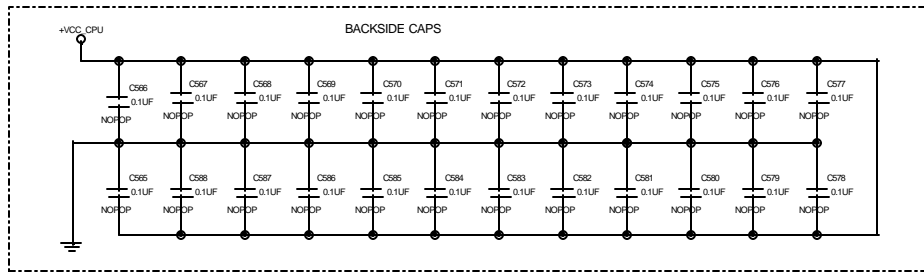 BACKSIDE CAPS
+VCC_CPU
C566 C567 C568 C569 C570 C571 C572 C573 C574 C575 C576 C577
0.1UF 0.1UF 0.1UF 0.1UF 0.1UF 0.1UF 0.1UF 0.1UF 0.1UF 0.1UF 0.1UF 0.1UF
NOPOP NOPOP NOPOP NOPOP NOPOP NOPOP NOPOP NOPOP NOPOP NOPOP NOPOP NOPOP
C565 C588 C587 C586 C585 C584 C583 C582 C581 C580 C579 C578
0.1UF 0.1UF 0.1UF 0.1UF 0.1UF 0.1UF 0.1UF 0.1UF 0.1UF 0.1UF 0.1UF 0.1UF
NOPOP NOPOP NOPOP NOPOP NOPOP NOPOP NOPOP NOPOP NOPOP NOPOP NOPOP NOPOP